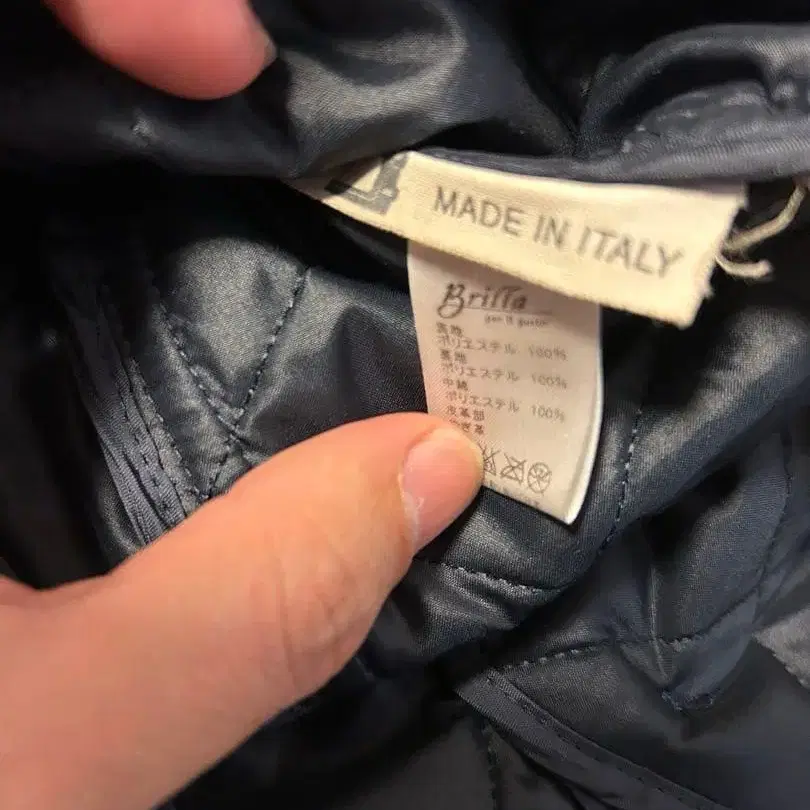 MADE IN ITALY
Brilla
per il gusto
表地
ポリエステル 100%
裏地
ポリエステル 100%
中綿
ポリエステル 100%
皮革部